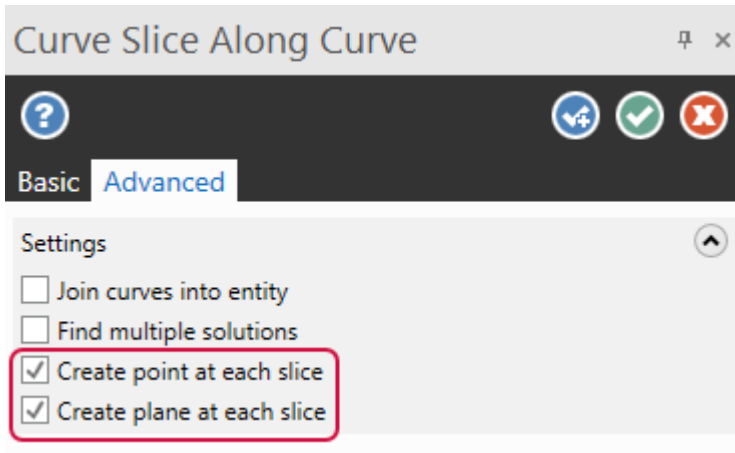 Curve Slice Along Curve
Basic Advanced
Settings
Join curves into entity
Find multiple solutions
Create point at each slice
Create plane at each slice